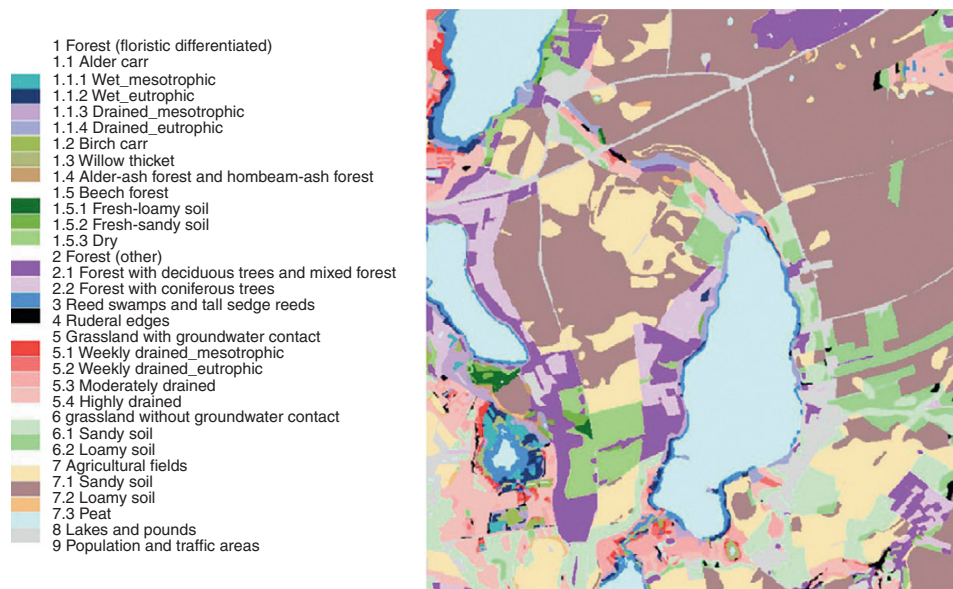 1 Forest (floristic differentiated)
1.1 Alder carr
1.1.1 Wet_mesotrophic
1.1.2 Wet_eutrophic
1.1.3 Drained_mesotrophic
1.1.4 Drained_eutrophic
1.2 Birch carr
1.3 Willow thicket
1.4 Alder-ash forest and hombeam-ash forest
1.5 Beech forest
1.5.1 Fresh-loamy soil
1.5.2 Fresh-sandy soil
1.5.3 Dry
2 Forest (other)
2.1 Forest with deciduous trees and mixed forest
2.2 Forest with coniferous trees
3 Reed swamps and tall sedge reeds
4 Ruderal edges
5 Grassland with groundwater contact
5.1 Weekly drained_mesotrophic
5.2 Weekly drained_eutrophic
5.3 Moderately drained
5.4 Highly drained
6 grassland without groundwater contact
6.1 Sandy soil
6.2 Loamy soil
7 Agricultural fields
7.1 Sandy soil
7.2 Loamy soil
7.3 Peat
8 Lakes and pounds
9 Population and traffic areas